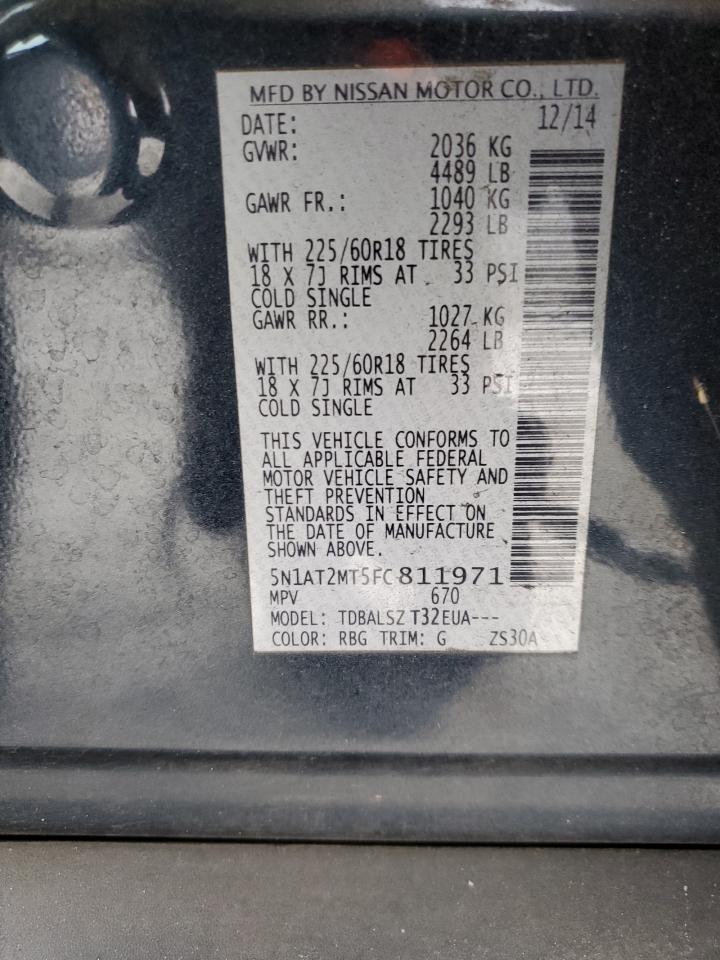 MFD BY NISSAN MOTOR CO., LTD.
DATE: 12/14
GVWR: 2036 KG
4489 LB
GAWR FR.: 1040 KG
2293 LB
WITH 225/60R18 TIRES
18 X 7J RIMS AT 33 PSI
COLD SINGLE
GAWR RR.: 1027 KG
2264 LB
WITH 225/60R18 TIRES
18 X 7J RIMS AT 33 PSI
COLD SINGLE
THIS VEHICLE CONFORMS TO
ALL APPLICABLE FEDERAL
MOTOR VEHICLE SAFETY AND
THEFT PREVENTION
STANDARDS IN EFFECT ON
THE DATE OF MANUFACTURE
SHOWN ABOVE.
5N1AT2MT5FC811971
MPV 670
MODEL: TDBALSZ T32EUA---
COLOR: RBG TRIM: G ZS30A